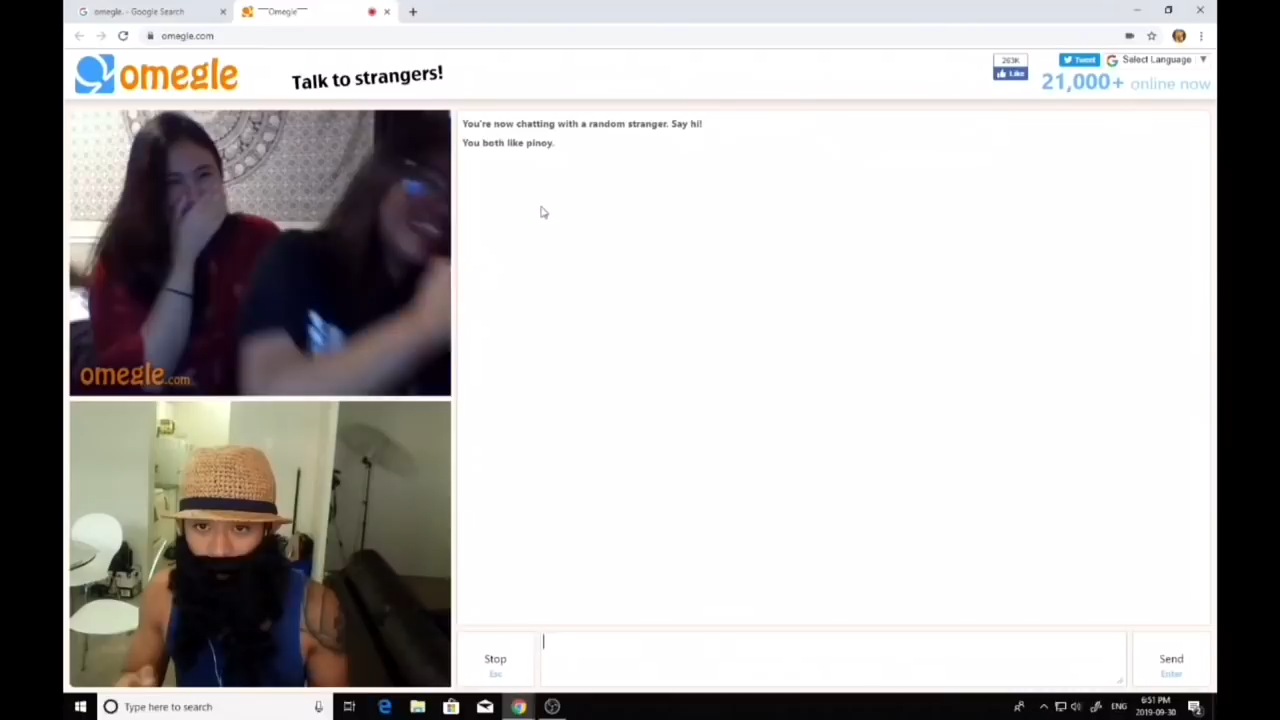 omegle. - Google Search
Omegle
omegle.com
omegle
Talk to strangers!
263K
Like
Tweet
Select Language
21,000+ online now
You're now chatting with a random stranger. Say hi!
You both like pinoy.
omegle.com
Stop
Esc
Send
Enter
Type here to search
ENG
6:51 PM
2019-09-30